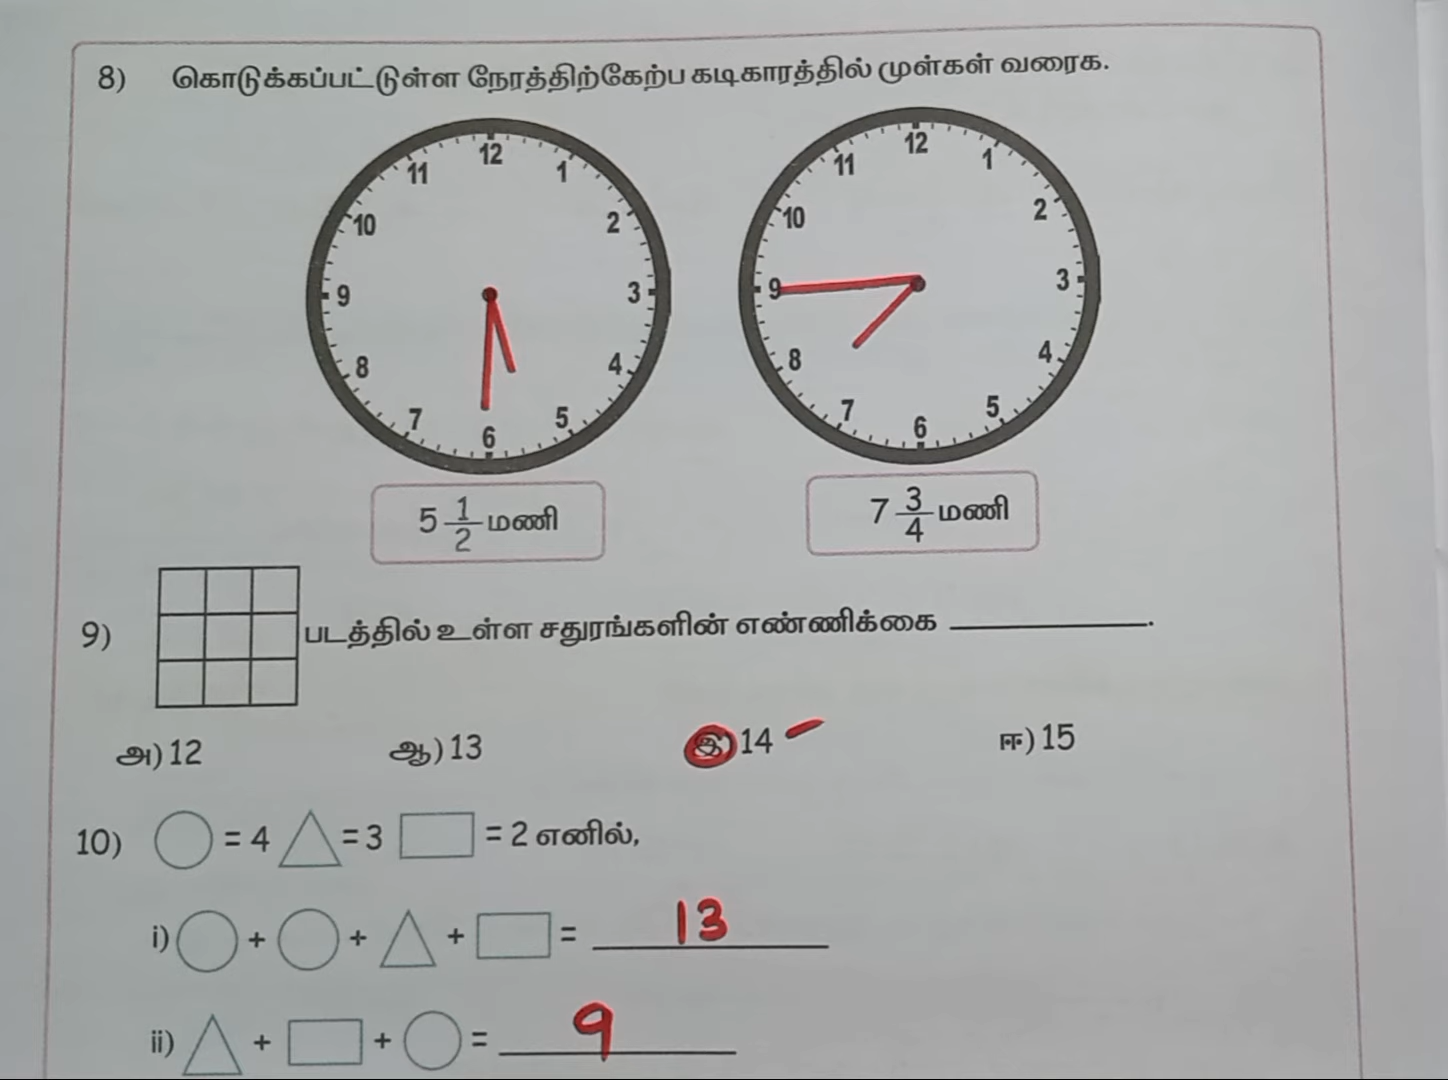 8) கொடுக்கப்பட்டுள்ள நேரத்திற்கேற்ப கடிகாரத்தில் முள்கள் வரைக.
12 1 2 3 4 5 6 7 8 9 10 11
12 1 2 3 4 5 6 7 8 9 10 11
5 1/2 மணி
7 3/4 மணி
9) படத்தில் உள்ள சதுரங்களின் எண்ணிக்கை ____________.
அ) 12 ஆ) 13 இ) 14 ஈ) 15
10) = 4 = 3 = 2 எனில்,
i) + + + = 13
ii) + + = 9